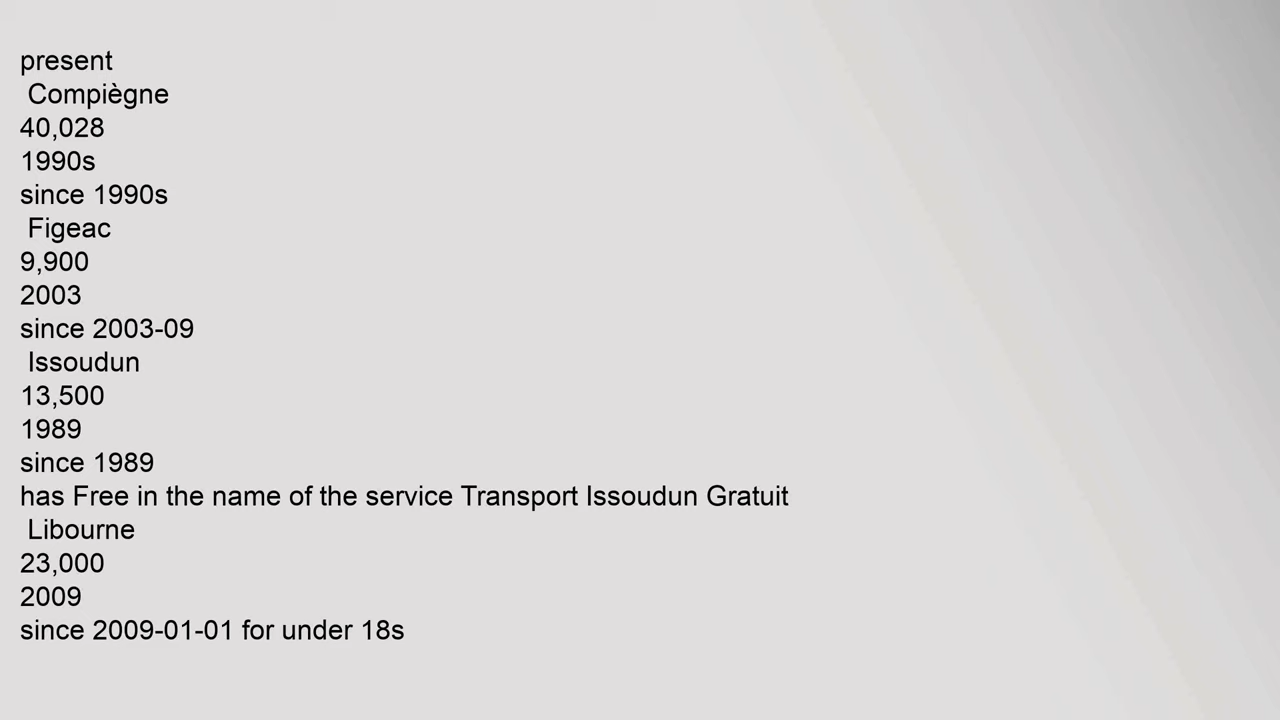 present
Compiègne
40,028
1990s
since 1990s
Figeac
9,900
2003
since 2003-09
Issoudun
13,500
1989
since 1989
has Free in the name of the service Transport Issoudun Gratuit
Libourne
23,000
2009
since 2009-01-01 for under 18s